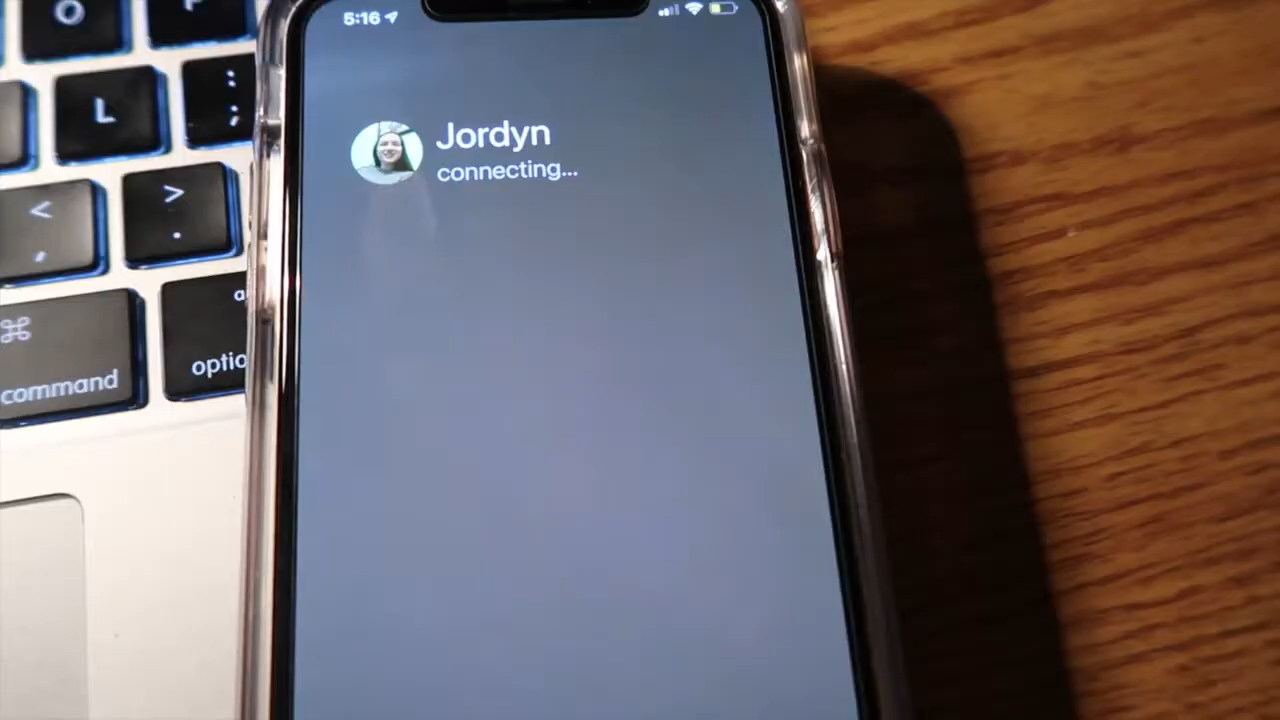 5:16
Jordyn
connecting...
O
L
:
;
<
,
>
.
⌘
command
optio